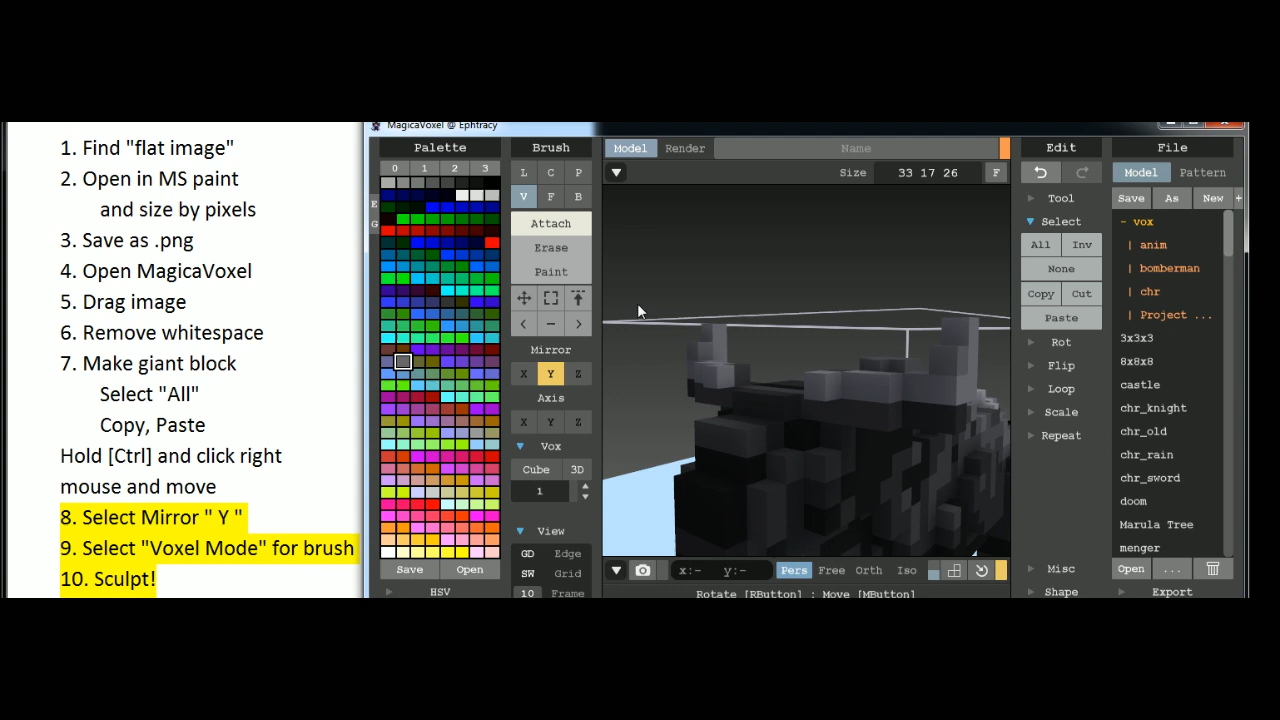 1. Find "flat image"
2. Open in MS paint
and size by pixels
3. Save as .png
4. Open MagicaVoxel
5. Drag image
6. Remove whitespace
7. Make giant block
Select "All"
Copy, Paste
Hold [Ctrl] and click right
mouse and move
8. Select Mirror " Y "
9. Select "Voxel Mode" for brush
10. Sculpt!
MagicaVoxel @ Ephtracy
Palette
0 1 2 3
E
G
Save Open
HSV
Brush
L C P
V F B
Attach
Erase
Paint
Mirror
X Y Z
Axis
X Y Z
Vox
Cube 3D
1
View
GD Edge
SW Grid
10 Frame
Model Render Name
Size 33 17 26 F
x:- y:- Pers Free Orth Iso
Rotate [RButton] : Move [MButton]
Edit
Tool
Select
All Inv
None
Copy Cut
Paste
Rot
Flip
Loop
Scale
Repeat
Misc
Shape
File
Model Pattern
Save As New +
- vox
| anim
| bomberman
| chr
| Project ...
3x3x3
8x8x8
castle
chr_knight
chr_old
chr_rain
chr_sword
doom
Marula Tree
menger
Open ...
Export